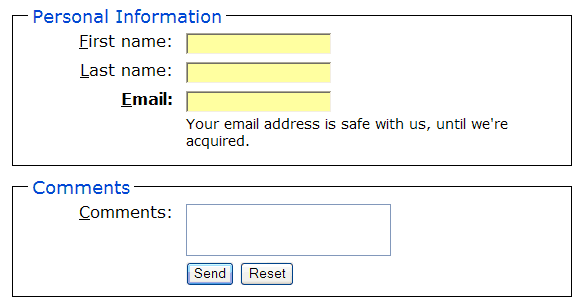 Personal Information
First name:
Last name:
Email:
Your email address is safe with us, until we're
acquired.
Comments
Comments:
Send Reset